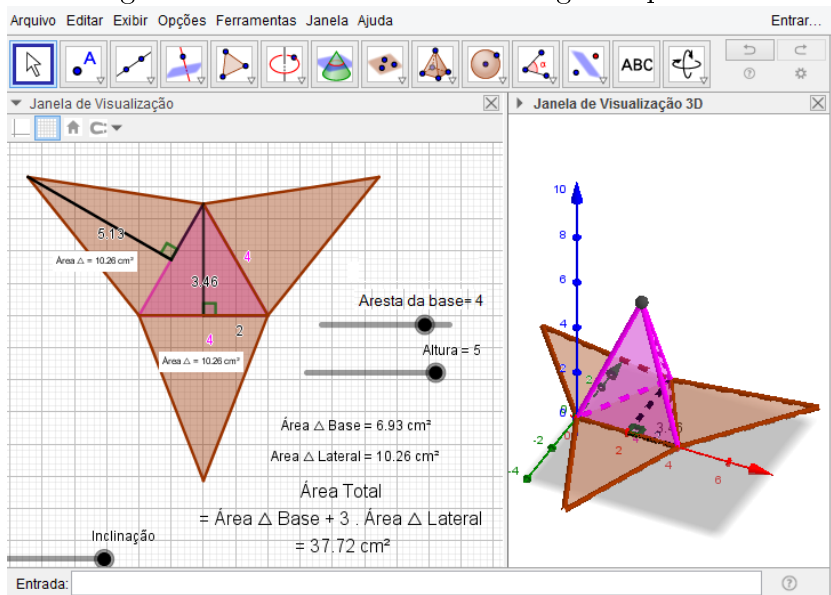 Arquivo Editar Exibir Opções Ferramentas Janela Ajuda Entrar...
A ABC
Janela de Visualização
Janela de Visualização 3D
5.13
Área △ = 10.26 cm²
4
3.46
2
4
Área △ = 10.26 cm²
Aresta da base= 4
Altura = 5
Área △ Base = 6.93 cm²
Área △ Lateral = 10.26 cm²
Área Total
= Área △ Base + 3 . Área △ Lateral
= 37.72 cm²
Inclinação
10
8
6
4
2
0
2
-2
-4
2
4
6
Entrada: